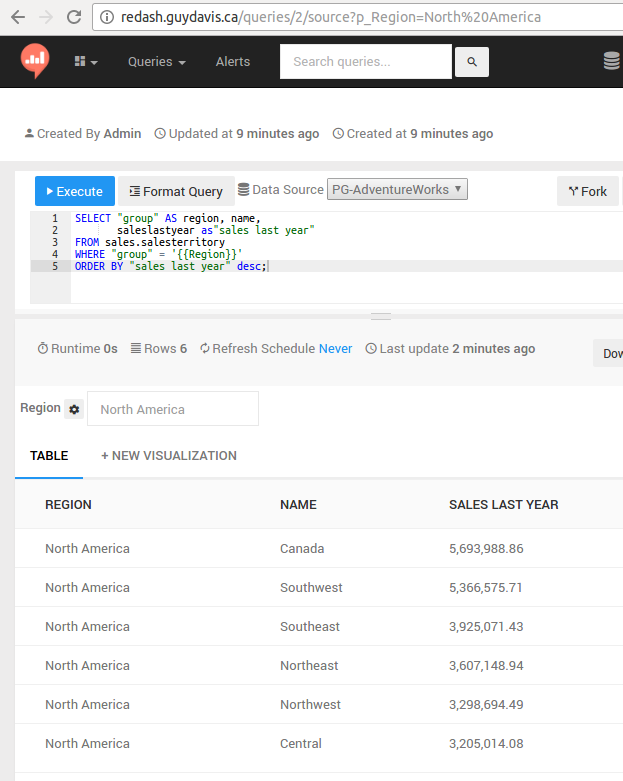 redash.guydavis.ca/queries/2/source?p_Region=North%20America
Queries Alerts Search queries...
Created By Admin Updated at 9 minutes ago Created at 9 minutes ago
Execute Format Query Data Source PG-AdventureWorks Fork
1 SELECT "group" AS region, name,
2 saleslastyear as"sales last year"
3 FROM sales.salesterritory
4 WHERE "group" = '{{Region}}'
5 ORDER BY "sales last year" desc;
Runtime 0s Rows 6 Refresh Schedule Never Last update 2 minutes ago Dow
Region North America
TABLE + NEW VISUALIZATION
REGION NAME SALES LAST YEAR
North America Canada 5,693,988.86
North America Southwest 5,366,575.71
North America Southeast 3,925,071.43
North America Northeast 3,607,148.94
North America Northwest 3,298,694.49
North America Central 3,205,014.08